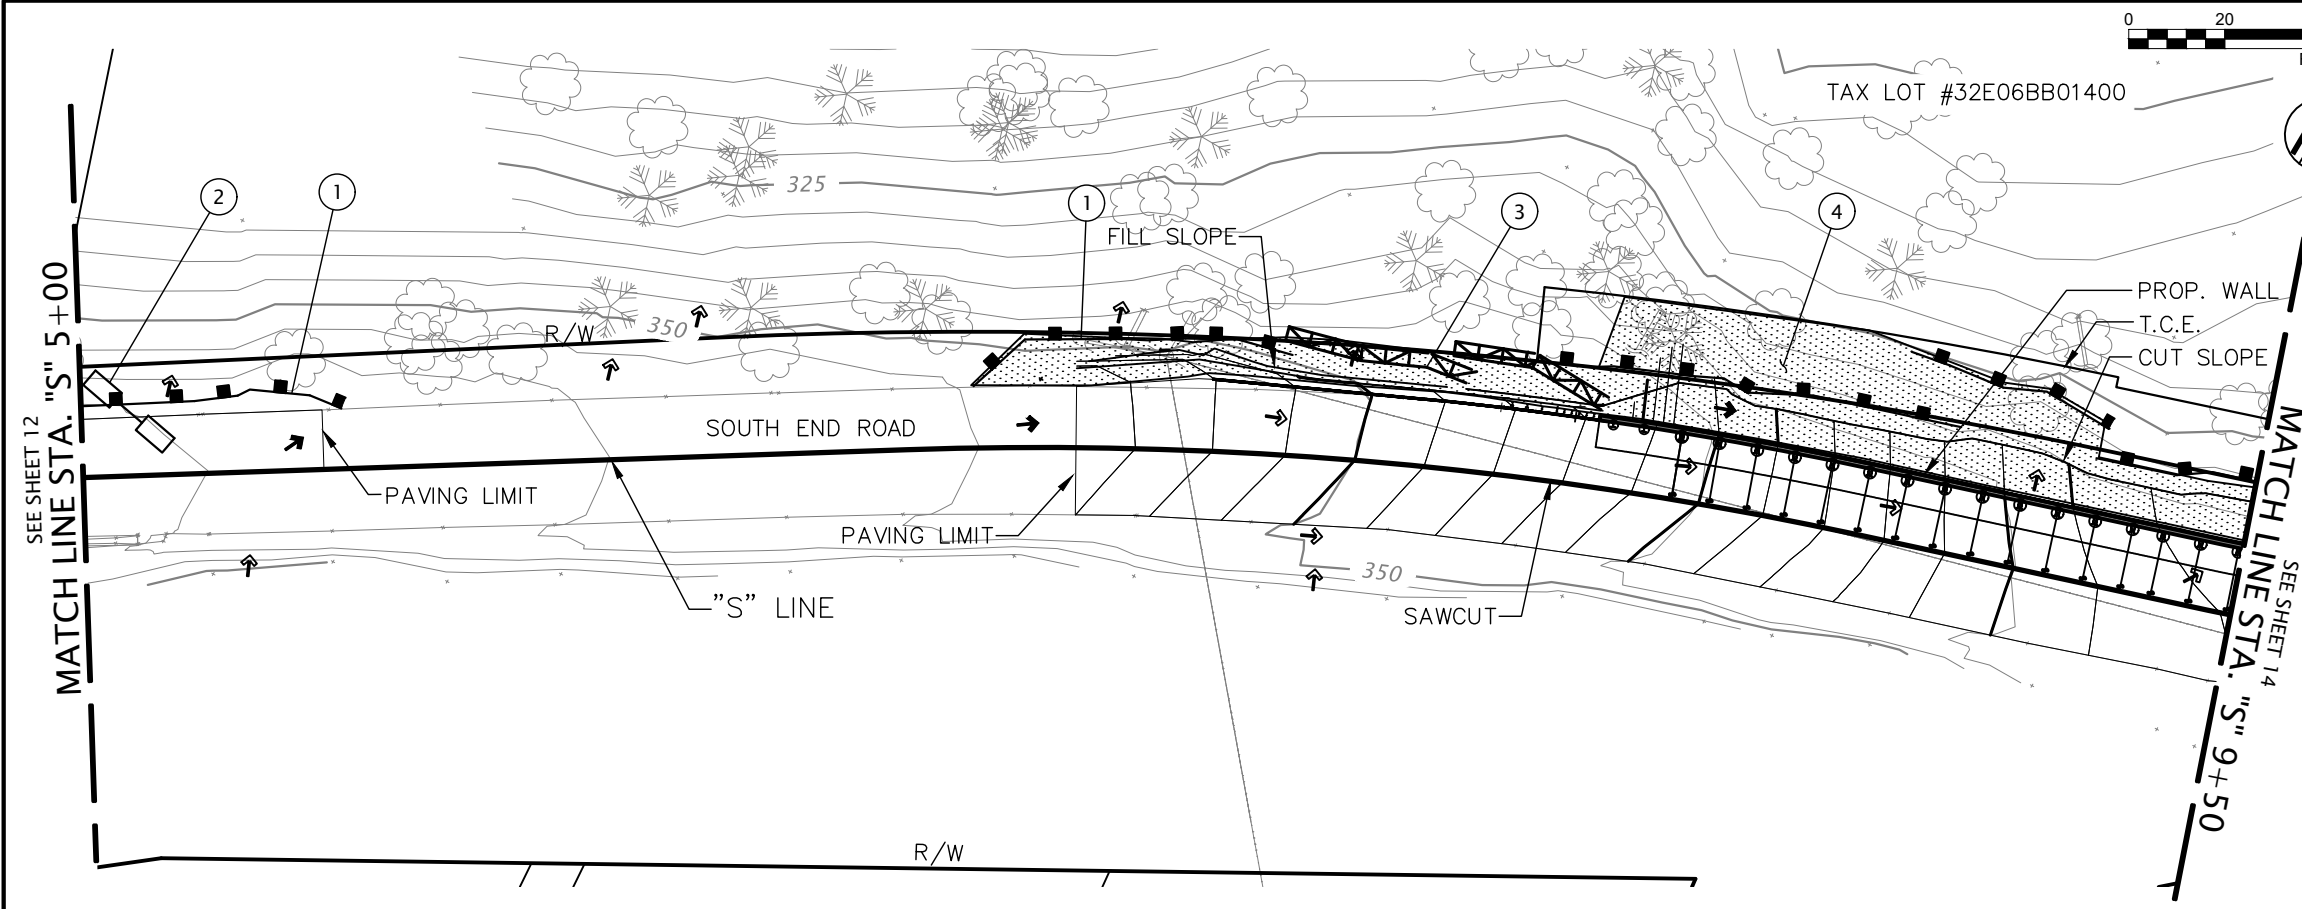 0 20
TAX LOT #32E06BB01400
325
2
1
1
3
4
FILL SLOPE
PROP. WALL
T.C.E.
CUT SLOPE
R/W
350
SOUTH END ROAD
PAVING LIMIT
PAVING LIMIT
"S" LINE
350
SAWCUT
R/W
SEE SHEET 12
MATCH LINE STA. "S" 5+00
MATCH LINE STA. "S" 9+50
SEE SHEET 14